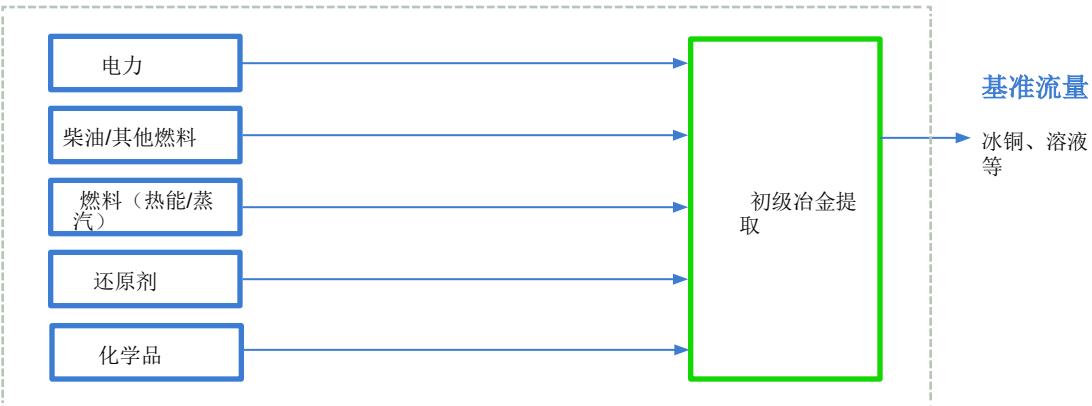 电力
柴油/其他燃料
燃料（热能/蒸
汽）
还原剂
化学品
初级冶金提
取
基准流量
冰铜、溶液
等